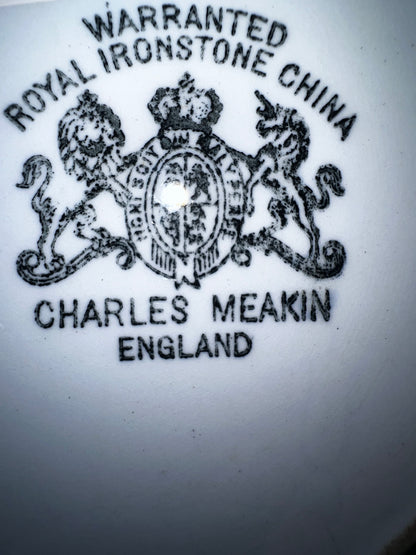 WARRANTED
ROYAL IRONSTONE CHINA
CHARLES MEAKIN
ENGLAND